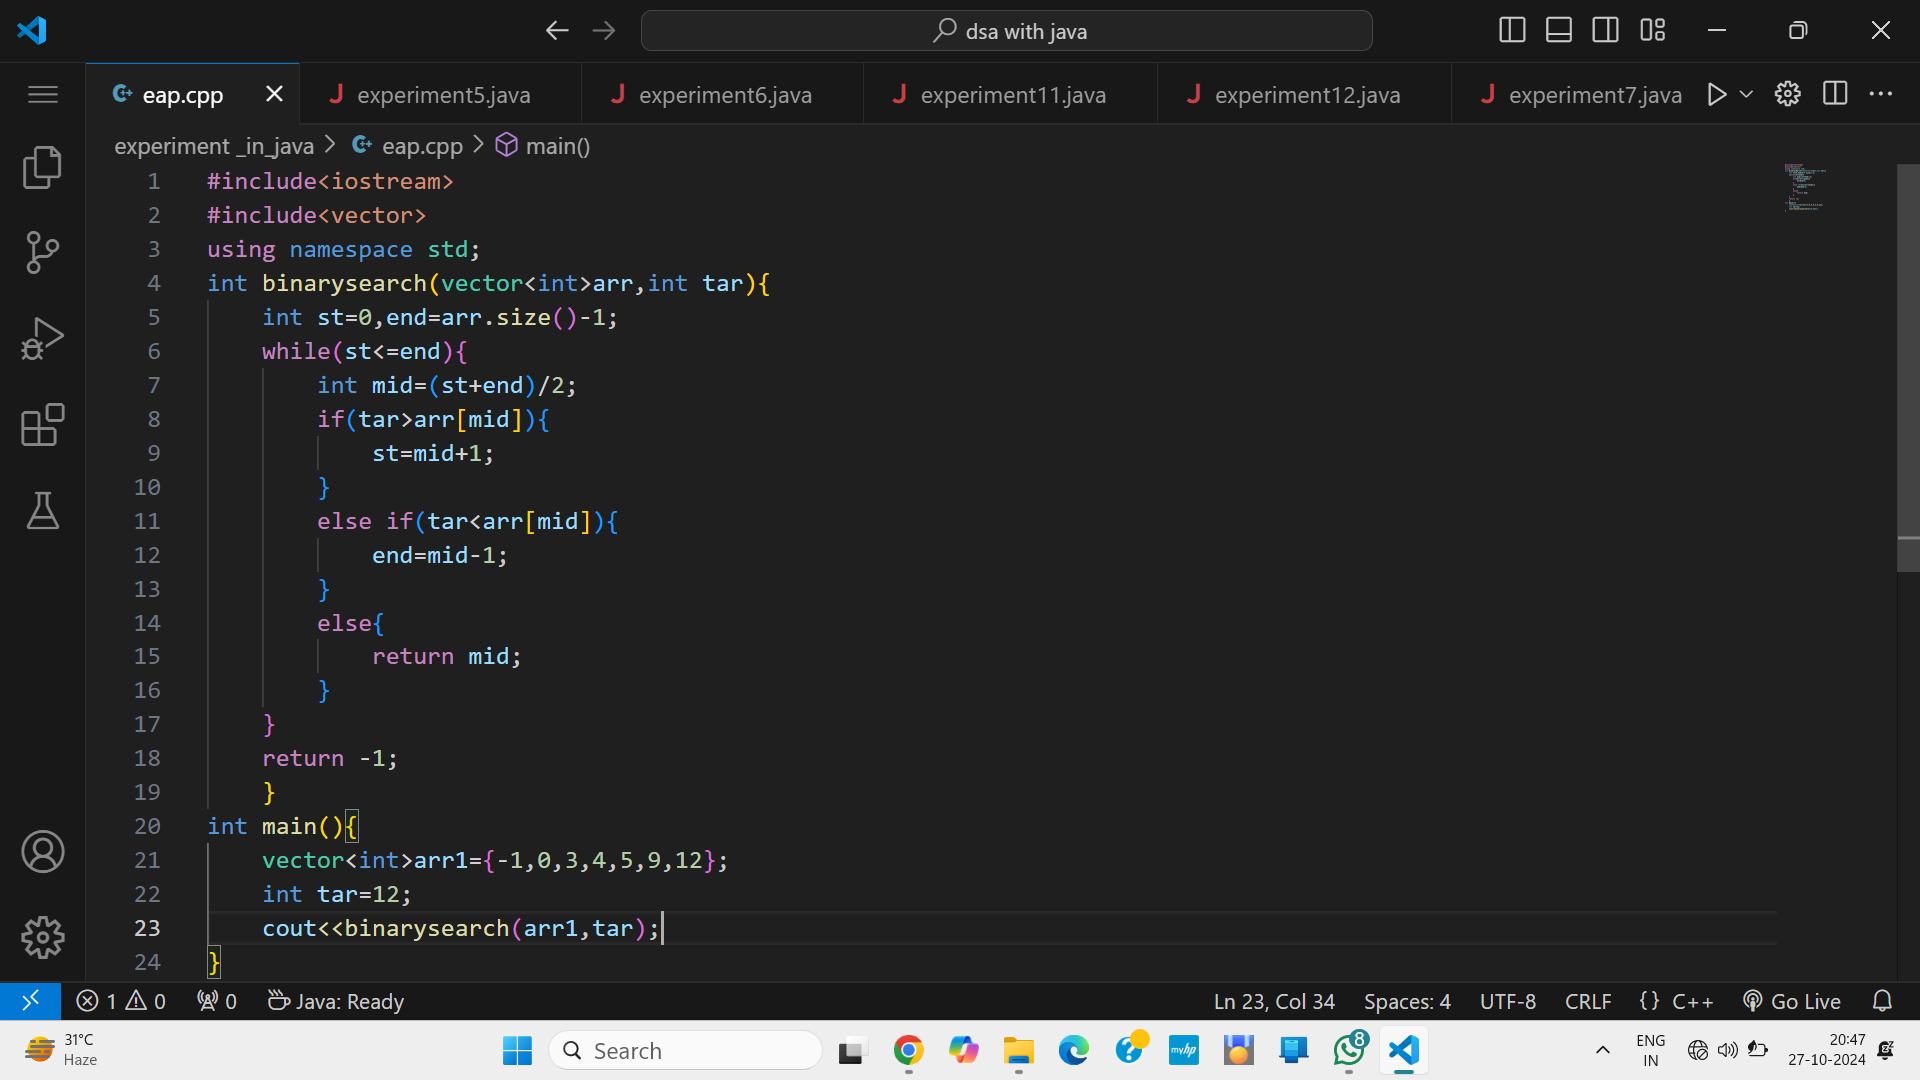 dsa with java
eap.cpp
experiment5.java
experiment6.java
experiment11.java
experiment12.java
experiment7.java
experiment _in_java > eap.cpp > main()
1 #include<iostream>
2 #include<vector>
3 using namespace std;
4 int binarysearch(vector<int>arr,int tar){
5     int st=0,end=arr.size()-1;
6     while(st<=end){
7         int mid=(st+end)/2;
8         if(tar>arr[mid]){
9             st=mid+1;
10         }
11         else if(tar<arr[mid]){
12             end=mid-1;
13         }
14         else{
15             return mid;
16         }
17     }
18     return -1;
19     }
20 int main(){
21     vector<int>arr1={-1,0,3,4,5,9,12};
22     int tar=12;
23     cout<<binarysearch(arr1,tar);
24 }
1 0 0 Java: Ready Ln 23, Col 34 Spaces: 4 UTF-8 CRLF {} C++ Go Live
31°C
Haze
Search
myhp
8
ENG
IN
20:47
27-10-2024